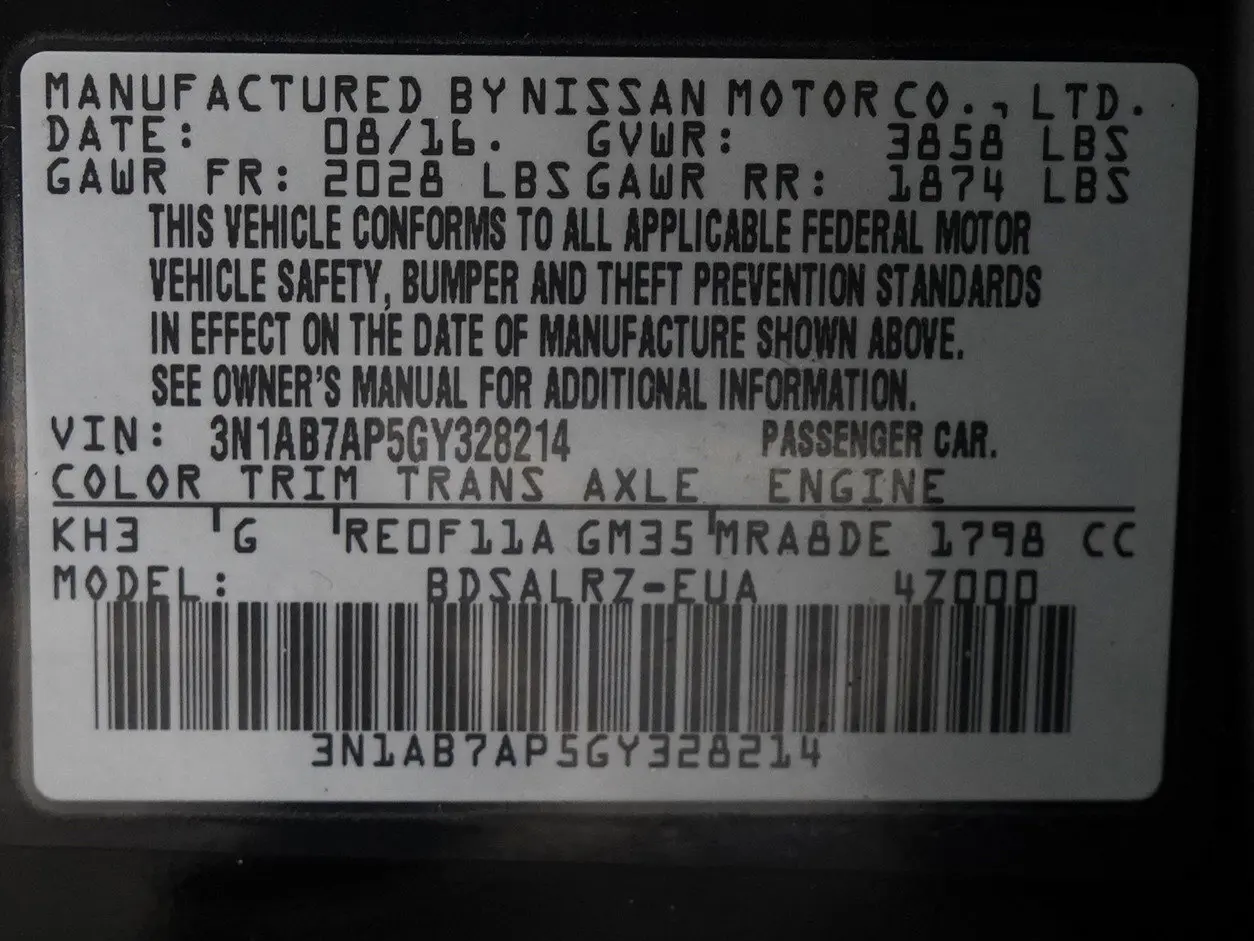 MANUFACTURED BY NISSAN MOTOR CO., LTD.
DATE: 08/16. GVWR: 3858 LBS
GAWR FR: 2028 LBS GAWR RR: 1874 LBS
THIS VEHICLE CONFORMS TO ALL APPLICABLE FEDERAL MOTOR
VEHICLE SAFETY, BUMPER AND THEFT PREVENTION STANDARDS
IN EFFECT ON THE DATE OF MANUFACTURE SHOWN ABOVE.
SEE OWNER'S MANUAL FOR ADDITIONAL INFORMATION.
VIN: 3N1AB7AP5GY328214 PASSENGER CAR.
COLOR TRIM TRANS AXLE ENGINE
KH3 G RE0F11A GM35 MRA8DE 1798 CC
MODEL: BDSALRZ-EUA 4Z000
3N1AB7AP5GY328214